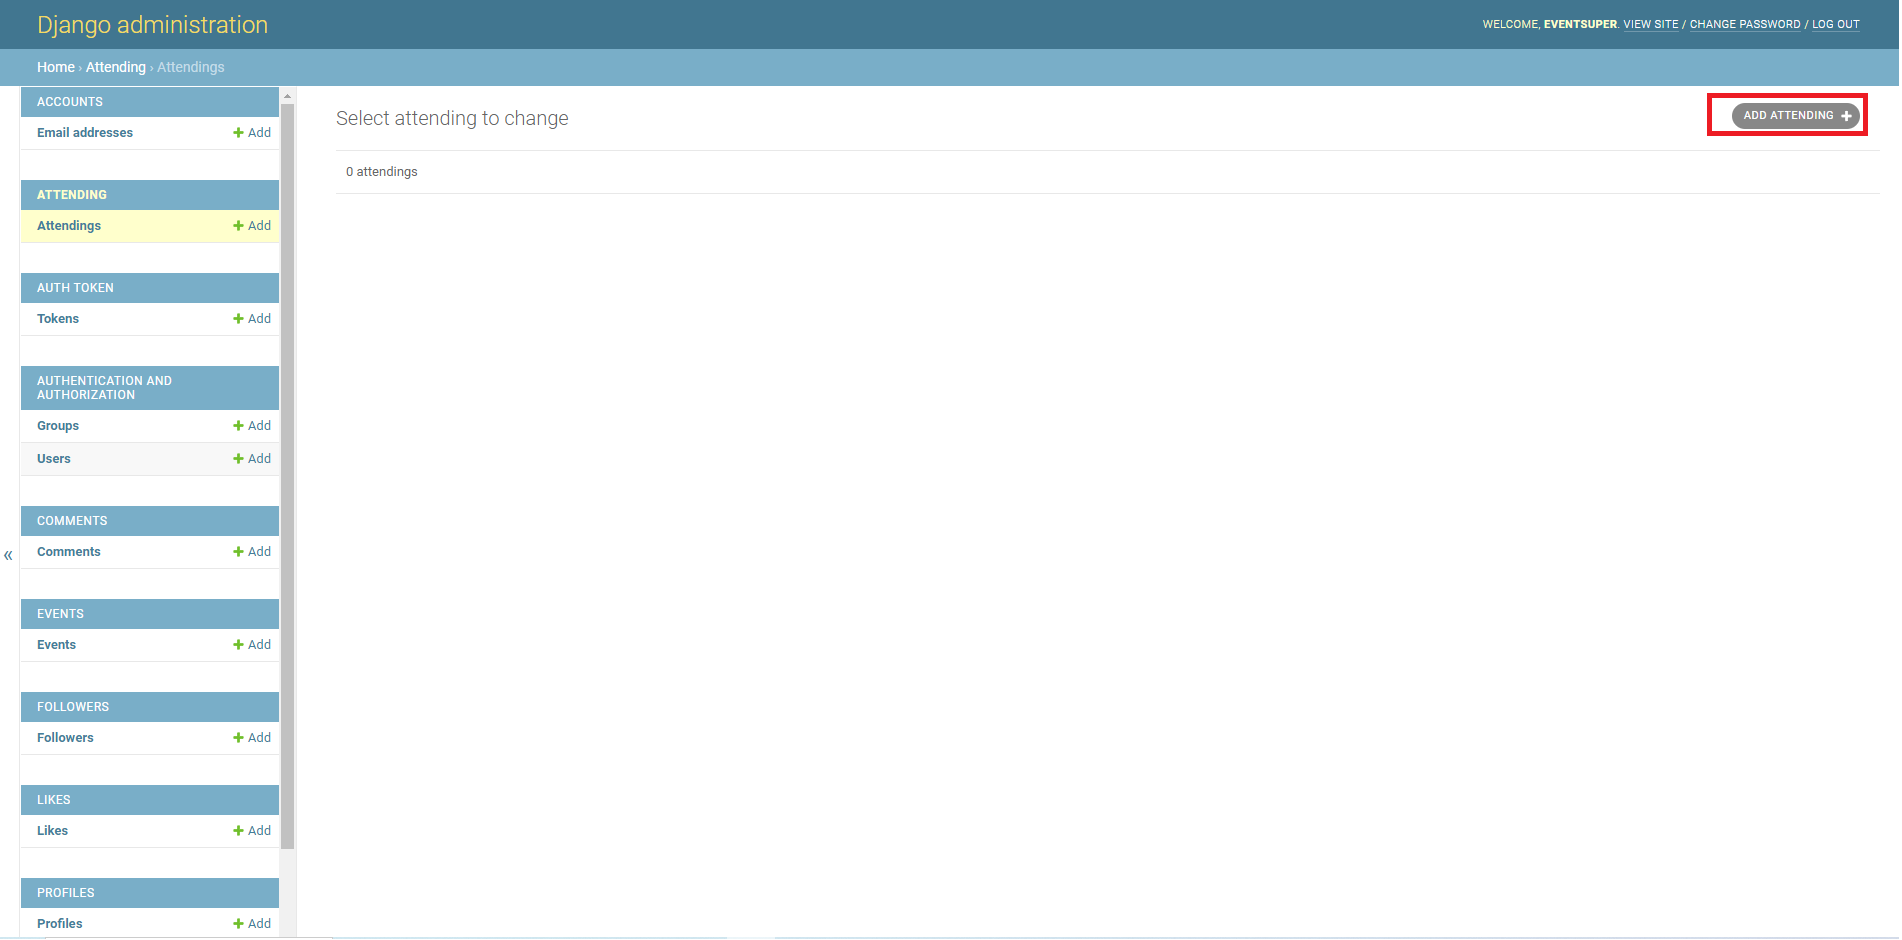 Django administration
WELCOME, EVENTSUPER. VIEW SITE / CHANGE PASSWORD / LOG OUT
Home › Attending › Attendings
ACCOUNTS
Email addresses + Add
ATTENDING
Attendings + Add
AUTH TOKEN
Tokens + Add
AUTHENTICATION AND
AUTHORIZATION
Groups + Add
Users + Add
COMMENTS
Comments + Add
EVENTS
Events + Add
FOLLOWERS
Followers + Add
LIKES
Likes + Add
PROFILES
Profiles + Add
«
Select attending to change
ADD ATTENDING +
0 attendings